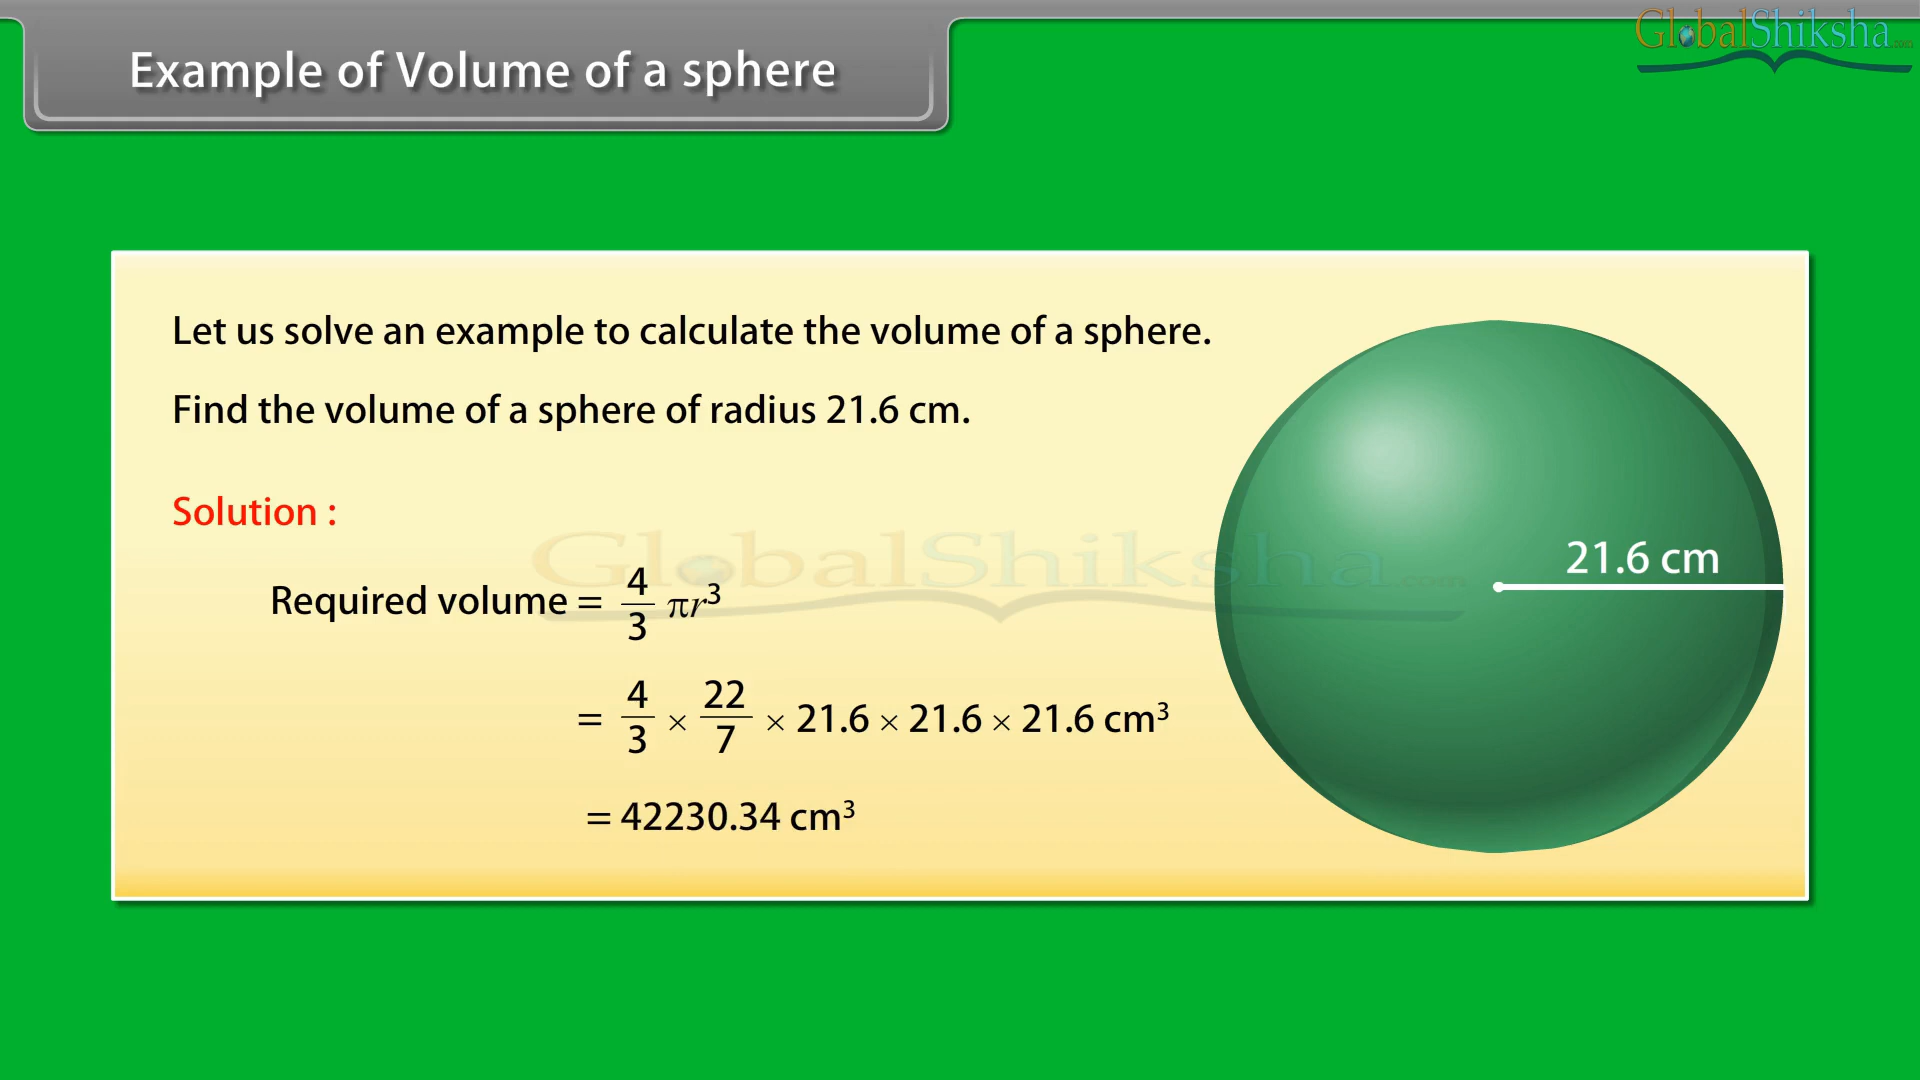 Example of Volume of a sphere
GlobalShiksha.com
Let us solve an example to calculate the volume of a sphere.
Find the volume of a sphere of radius 21.6 cm.
Solution :
GlobalShiksha.com
Required volume = 4/3 πr³
= 4/3 × 22/7 × 21.6 × 21.6 × 21.6 cm³
= 42230.34 cm³
21.6 cm